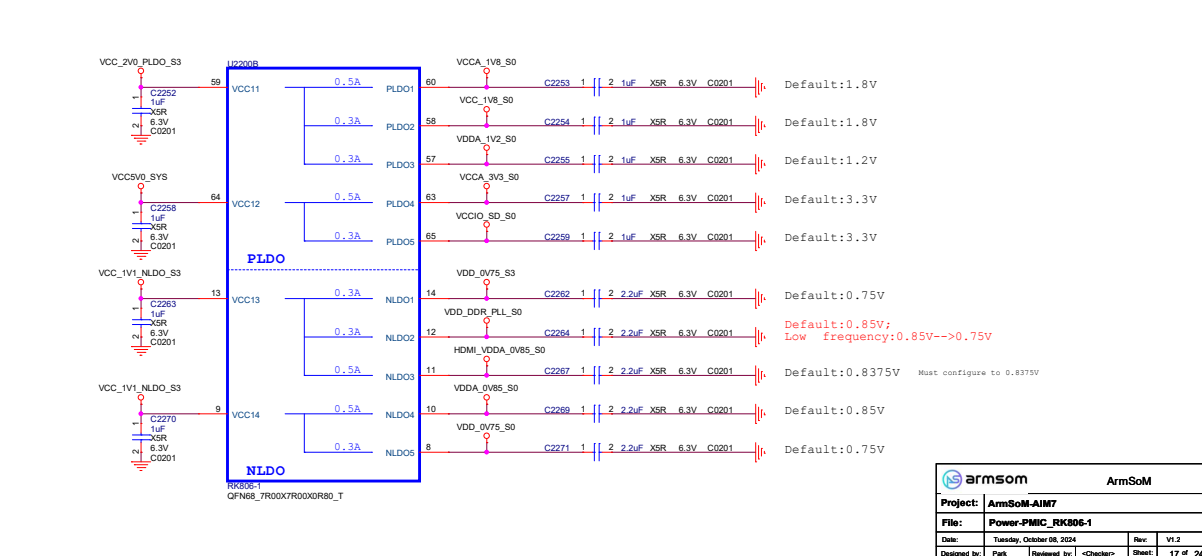 VCC_2V0_PLDO_S3
U2200B
VCCA_1V8_S0
59 VCC11 0.5A PLDO1 60 C2253 1 2 1uF X5R 6.3V C0201 Default:1.8V
1 C2252
1uF
X5R
2 6.3V
C0201
VCC_1V8_S0
0.3A PLDO2 58 C2254 1 2 1uF X5R 6.3V C0201 Default:1.8V
VDDA_1V2_S0
0.3A PLDO3 57 C2255 1 2 1uF X5R 6.3V C0201 Default:1.2V
VCC5V0_SYS
VCCA_3V3_S0
64 VCC12 0.5A PLDO4 63 C2257 1 2 1uF X5R 6.3V C0201 Default:3.3V
1 C2258
1uF
X5R
2 6.3V
C0201
VCCIO_SD_S0
0.3A PLDO5 65 C2259 1 2 1uF X5R 6.3V C0201 Default:3.3V
PLDO
VCC_1V1_NLDO_S3
VDD_0V75_S3
13 VCC13 0.3A NLDO1 14 C2262 1 2 2.2uF X5R 6.3V C0201 Default:0.75V
1 C2263
1uF
X5R
2 6.3V
C0201
VDD_DDR_PLL_S0
0.3A NLDO2 12 C2264 1 2 2.2uF X5R 6.3V C0201 Default:0.85V;
Low frequency:0.85V-->0.75V
HDMI_VDDA_0V85_S0
0.5A NLDO3 11 C2267 1 2 2.2uF X5R 6.3V C0201 Default:0.8375V Must configure to 0.8375V
VCC_1V1_NLDO_S3
VDDA_0V85_S0
9 VCC14 0.5A NLDO4 10 C2269 1 2 2.2uF X5R 6.3V C0201 Default:0.85V
1 C2270
1uF
X5R
2 6.3V
C0201
VDD_0V75_S0
0.3A NLDO5 8 C2271 1 2 2.2uF X5R 6.3V C0201 Default:0.75V
NLDO
RK806-1
QFN68_7R00X7R00X0R80_T
armsom ArmSoM
Project: ArmSoM-AIM7
File: Power-PMIC_RK806-1
Date: Tuesday, October 08, 2024 Rev: V1.2
Designed by: Park Reviewed by: <Checker> Sheet: 17 of